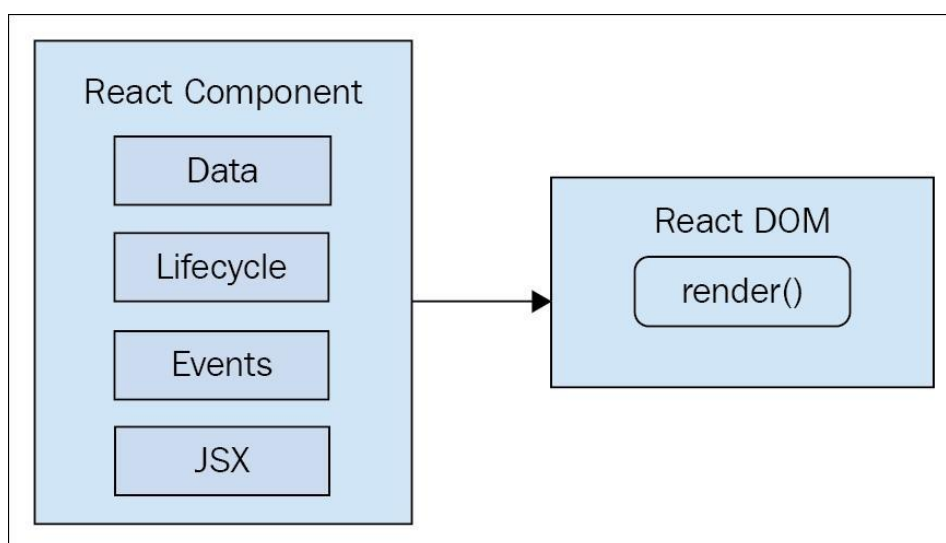 React Component
Data
Lifecycle
Events
JSX
React DOM
render()